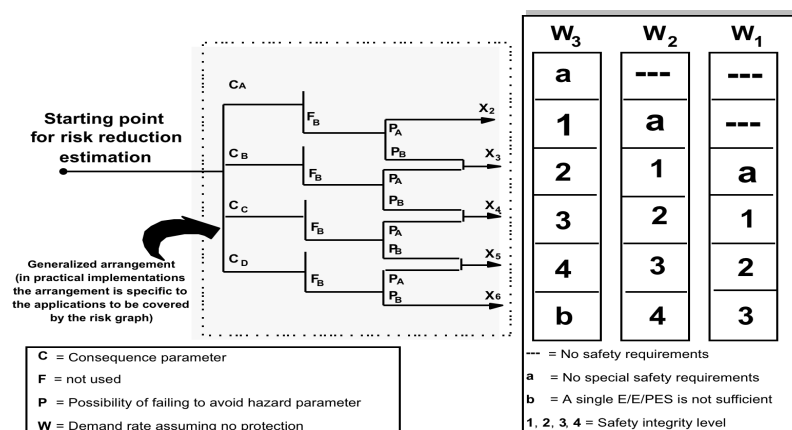 Starting point
for risk reduction
estimation
Generalized arrangement
(in practical implementations
the arrangement is specific to
the applications to be covered
by the risk graph)
CA
FB
PA
PB
X2
CB
FB
PA
PB
X3
CC
FB
PA
PB
X4
CD
FB
PA
PB
X5
X6
W3 W2 W1
a --- ---
1 a ---
2 1 a
3 2 1
4 3 2
b 4 3
C = Consequence parameter
F = not used
P = Possibility of failing to avoid hazard parameter
W = Demand rate assuming no protection
--- = No safety requirements
a = No special safety requirements
b = A single E/E/PES is not sufficient
1, 2, 3, 4 = Safety integrity level